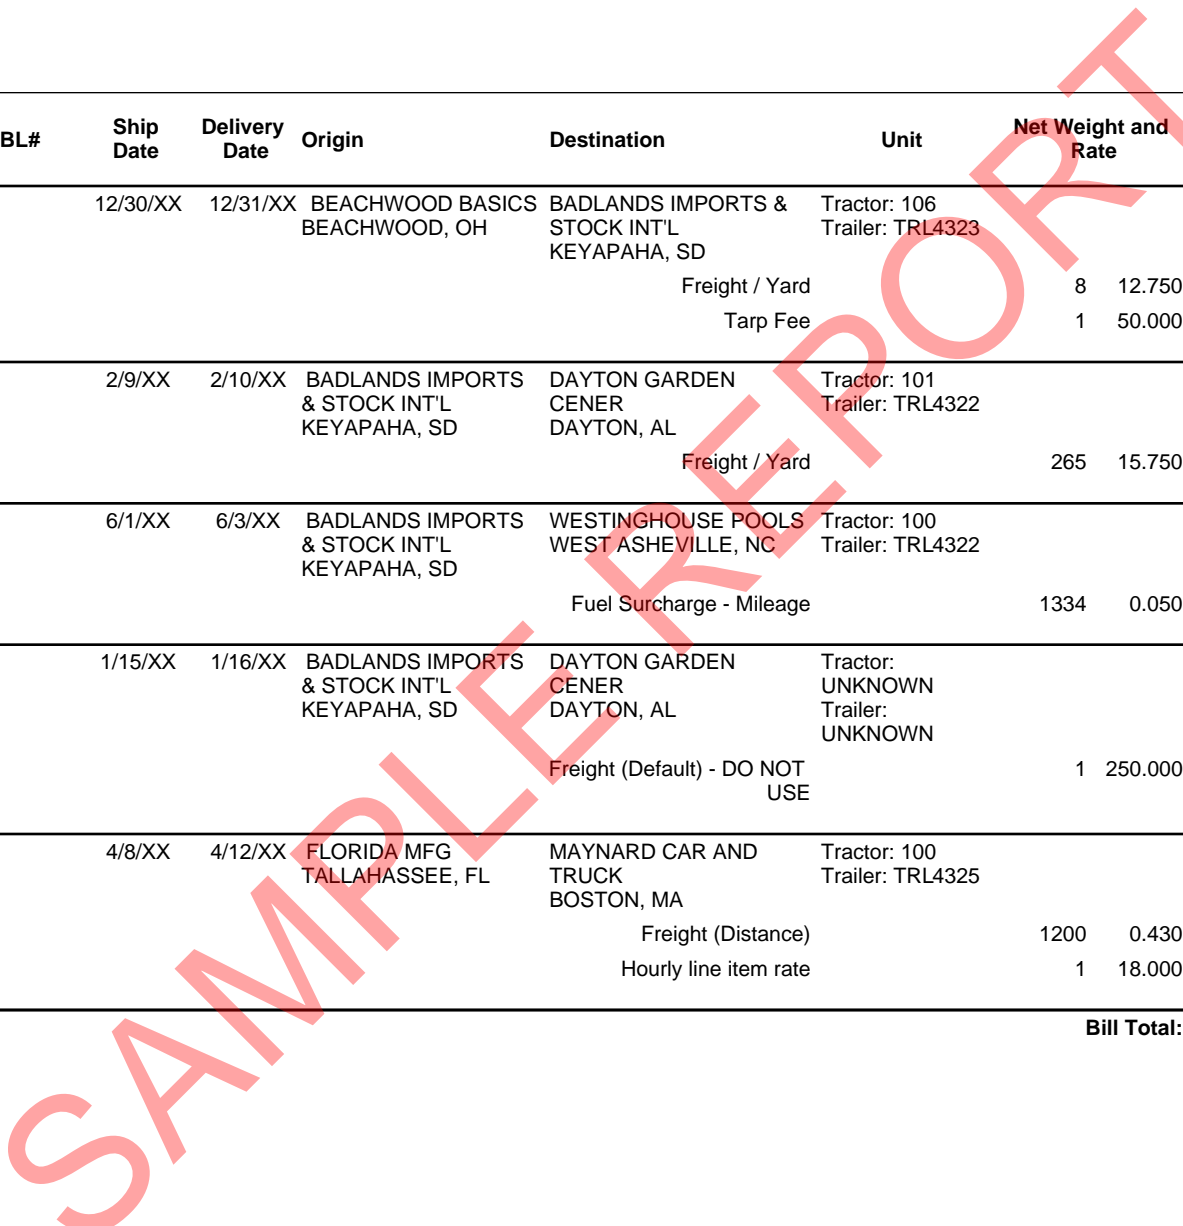 BL# Ship Date Delivery Date Origin Destination Unit Net Weight and Rate
12/30/XX 12/31/XX BEACHWOOD BASICS BADLANDS IMPORTS & Tractor: 106
BEACHWOOD, OH STOCK INT'L Trailer: TRL4323
KEYAPAHA, SD
Freight / Yard 8 12.750
Tarp Fee 1 50.000
2/9/XX 2/10/XX BADLANDS IMPORTS DAYTON GARDEN Tractor: 101
& STOCK INT'L CENER Trailer: TRL4322
KEYAPAHA, SD DAYTON, AL
Freight / Yard 265 15.750
6/1/XX 6/3/XX BADLANDS IMPORTS WESTINGHOUSE POOLS Tractor: 100
& STOCK INT'L WEST ASHEVILLE, NC Trailer: TRL4322
KEYAPAHA, SD
Fuel Surcharge - Mileage 1334 0.050
1/15/XX 1/16/XX BADLANDS IMPORTS DAYTON GARDEN Tractor:
& STOCK INT'L CENER UNKNOWN
KEYAPAHA, SD DAYTON, AL Trailer:
UNKNOWN
Freight (Default) - DO NOT 1 250.000
USE
4/8/XX 4/12/XX FLORIDA MFG MAYNARD CAR AND Tractor: 100
TALLAHASSEE, FL TRUCK Trailer: TRL4325
BOSTON, MA
Freight (Distance) 1200 0.430
Hourly line item rate 1 18.000
Bill Total:
SAMPLE REPORT